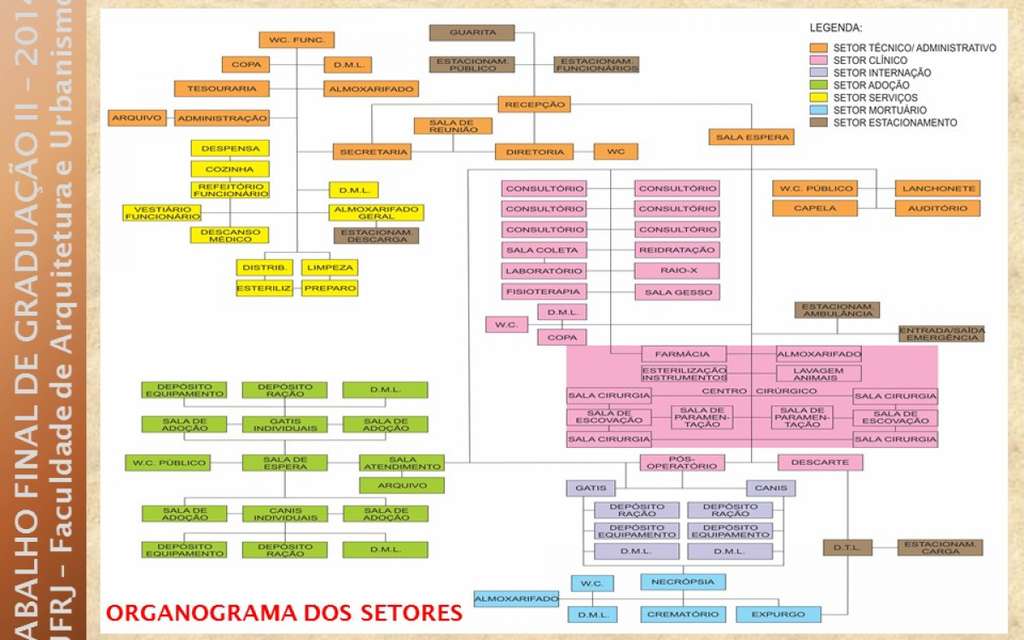 ABALHO FINAL DE GRADUAÇÃO II – 2014
UFRJ – Faculdade de Arquitetura e Urbanismo
WC. FUNC.
COPA
D.M.L.
TESOURARIA
ALMOXARIFADO
ARQUIVO
ADMINISTRAÇÃO
GUARITA
ESTACIONAM.
PÚBLICO
ESTACIONAM.
FUNCIONÁRIOS
RECEPÇÃO
SALA DE
REUNIÃO
SECRETARIA
DIRETORIA
WC
SALA ESPERA
LEGENDA:
SETOR TÉCNICO/ ADMINISTRATIVO
SETOR CLÍNICO
SETOR INTERNAÇÃO
SETOR ADOÇÃO
SETOR SERVIÇOS
SETOR MORTUÁRIO
SETOR ESTACIONAMENTO
DESPENSA
COZINHA
REFEITÓRIO
FUNCIONÁRIO
D.M.L.
VESTIÁRIO
FUNCIONÁRIO
ALMOXARIFADO
GERAL
DESCANSO
MÉDICO
ESTACIONAM.
DESCARGA
DISTRIB.
LIMPEZA
ESTERILIZ.
PREPARO
CONSULTÓRIO
CONSULTÓRIO
CONSULTÓRIO
CONSULTÓRIO
CONSULTÓRIO
CONSULTÓRIO
SALA COLETA
REIDRATAÇÃO
LABORATÓRIO
RAIO-X
FISIOTERAPIA
SALA GESSO
D.M.L.
W.C.
COPA
W.C. PÚBLICO
LANCHONETE
CAPELA
AUDITÓRIO
ESTACIONAM.
AMBULÂNCIA
ENTRADA/SAÍDA
EMERGÊNCIA
FARMÁCIA
ALMOXARIFADO
ESTERILIZAÇÃO
INSTRUMENTOS
LAVAGEM
ANIMAIS
CENTRO CIRÚRGICO
SALA CIRURGIA
SALA CIRURGIA
SALA DE
ESCOVAÇÃO
SALA DE
PARAMEN-
TAÇÃO
SALA DE
PARAMEN-
TAÇÃO
SALA DE
ESCOVAÇÃO
SALA CIRURGIA
SALA CIRURGIA
DEPÓSITO
EQUIPAMENTO
DEPÓSITO
RAÇÃO
D.M.L.
SALA DE
ADOÇÃO
GATIS
INDIVIDUAIS
SALA DE
ADOÇÃO
W.C. PÚBLICO
SALA DE
ESPERA
SALA
ATENDIMENTO
ARQUIVO
SALA DE
ADOÇÃO
CANIS
INDIVIDUAIS
SALA DE
ADOÇÃO
DEPÓSITO
EQUIPAMENTO
DEPÓSITO
RAÇÃO
D.M.L.
PÓS-
OPERATÓRIO
DESCARTE
GATIS
CANIS
DEPÓSITO
RAÇÃO
DEPÓSITO
RAÇÃO
DEPÓSITO
EQUIPAMENTO
DEPÓSITO
EQUIPAMENTO
D.M.L.
D.M.L.
D.T.L.
ESTACIONAM.
CARGA
W.C.
NECRÓPSIA
ALMOXARIFADO
D.M.L.
CREMATÓRIO
EXPURGO
ORGANOGRAMA DOS SETORES